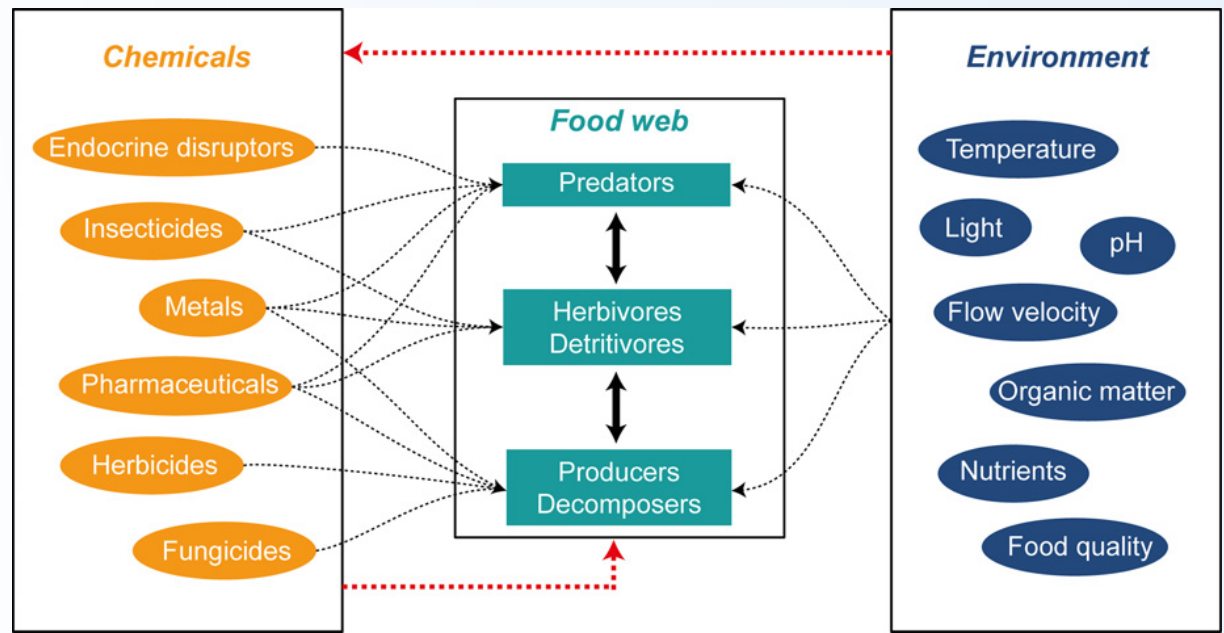 Chemicals
Endocrine disruptors
Insecticides
Metals
Pharmaceuticals
Herbicides
Fungicides
Food web
Predators
Herbivores
Detritivores
Producers
Decomposers
Environment
Temperature
Light
pH
Flow velocity
Organic matter
Nutrients
Food quality